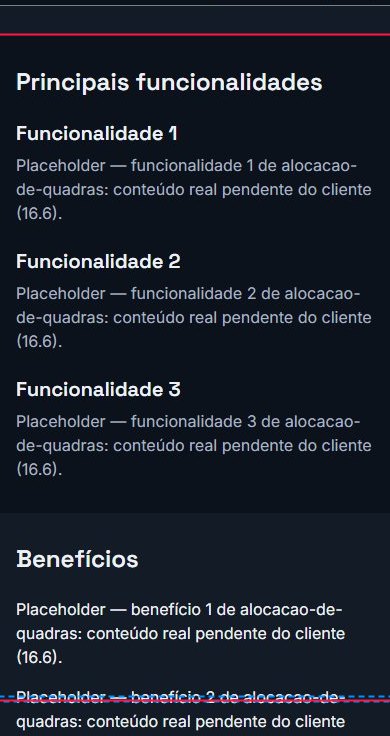 Principais funcionalidades
Funcionalidade 1
Placeholder — funcionalidade 1 de alocacao-
de-quadras: conteúdo real pendente do cliente
(16.6).
Funcionalidade 2
Placeholder — funcionalidade 2 de alocacao-
de-quadras: conteúdo real pendente do cliente
(16.6).
Funcionalidade 3
Placeholder — funcionalidade 3 de alocacao-
de-quadras: conteúdo real pendente do cliente
(16.6).
Benefícios
Placeholder — benefício 1 de alocacao-de-
quadras: conteúdo real pendente do cliente
(16.6).
Placeholder — benefício 2 de alocacao-de-
quadras: conteúdo real pendente do cliente